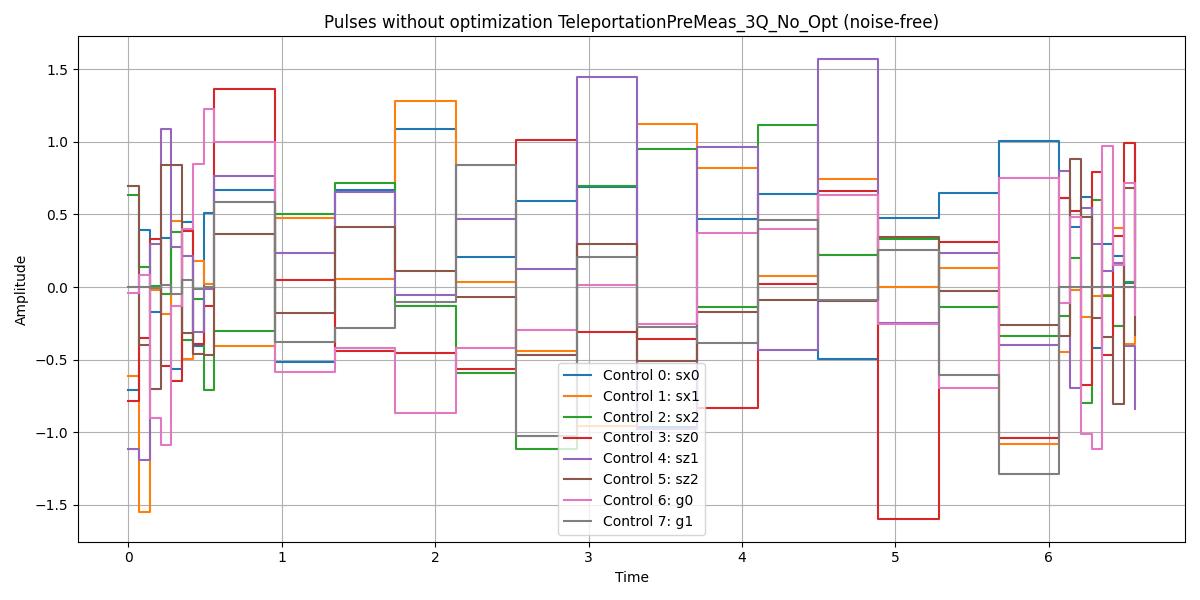 Pulses without optimization TeleportationPreMeas_3Q_No_Opt (noise-free)
1.5
1.0
0.5
0.0
−0.5
−1.0
−1.5
Amplitude
Control 0: sx0
Control 1: sx1
Control 2: sx2
Control 3: sz0
Control 4: sz1
Control 5: sz2
Control 6: g0
Control 7: g1
0 1 2 3 4 5 6
Time